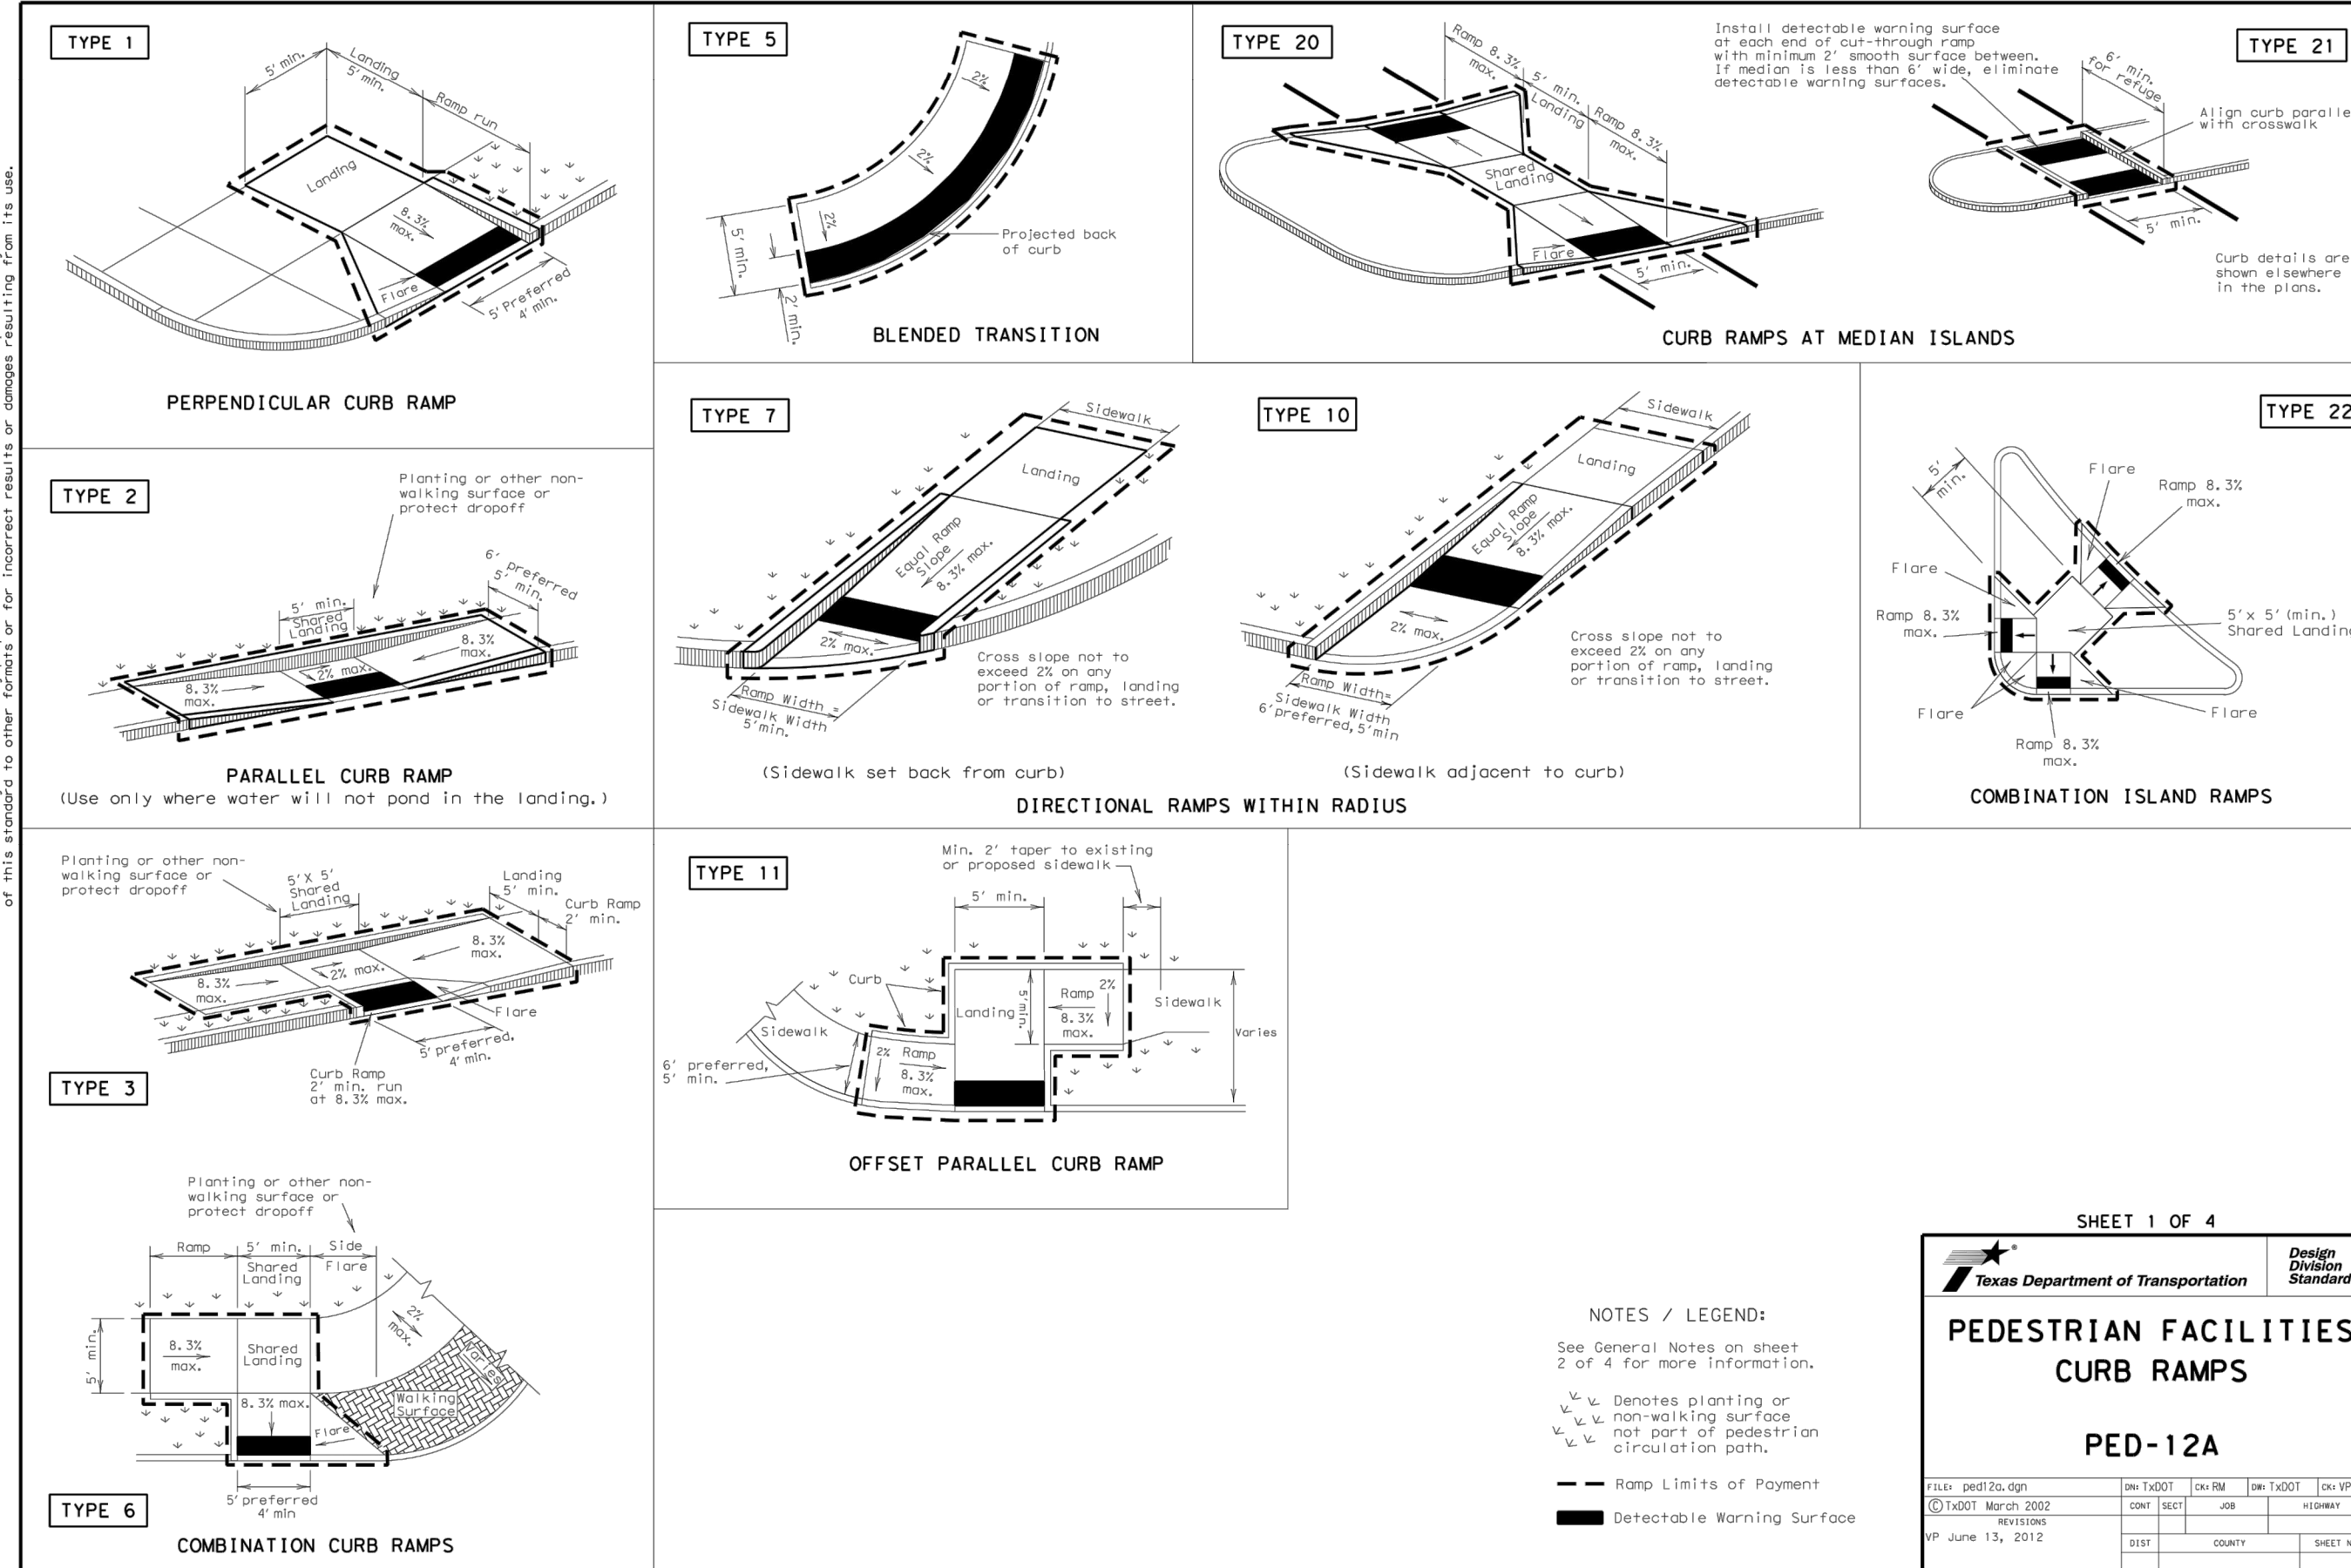 of this standard to other formats or for incorrect results or damages resulting from its use.
TYPE 1
5' min.
Landing
5' min.
Ramp run
Landing
8.3%
max.
Flare
5' Preferred
4' min.
PERPENDICULAR CURB RAMP
TYPE 5
2%
2%
2%
5' min.
2' min.
Projected back
of curb
BLENDED TRANSITION
TYPE 20
Ramp 8.3%
max.
5' min.
Landing
Ramp 8.3%
max.
Shared
Landing
Flare
5' min.
Install detectable warning surface
at each end of cut-through ramp
with minimum 2' smooth surface between.
If median is less than 6' wide, eliminate
detectable warning surfaces.
TYPE 21
6' min.
for refuge
Align curb paralle
with crosswalk
5' min.
Curb details are
shown elsewhere
in the plans.
CURB RAMPS AT MEDIAN ISLANDS
TYPE 2
Planting or other non-
walking surface or
protect dropoff
6' preferred
5' min.
5' min.
Shared
Landing
8.3%
max.
2% max.
8.3%
max.
PARALLEL CURB RAMP
(Use only where water will not pond in the landing.)
TYPE 7
Sidewalk
Landing
Equal Ramp
Slope
8.3% max.
2% max.
Ramp Width =
Sidewalk Width
5'min.
Cross slope not to
exceed 2% on any
portion of ramp, landing
or transition to street.
(Sidewalk set back from curb)
TYPE 10
Sidewalk
Landing
Equal Ramp
Slope
8.3% max.
2% max.
Ramp Width=
Sidewalk Width
6'preferred,5'min
Cross slope not to
exceed 2% on any
portion of ramp, landing
or transition to street.
(Sidewalk adjacent to curb)
DIRECTIONAL RAMPS WITHIN RADIUS
TYPE 22
5'
min.
Flare
Ramp 8.3%
max.
Flare
Ramp 8.3%
max.
5'x 5'(min.)
Shared Landin
Flare
Flare
Ramp 8.3%
max.
COMBINATION ISLAND RAMPS
Planting or other non-
walking surface or
protect dropoff
5'X 5'
Shared
Landing
Landing
5' min.
Curb Ramp
2' min.
8.3%
max.
2% max.
8.3%
max.
Flare
5' preferred,
4' min.
Curb Ramp
2' min. run
at 8.3% max.
TYPE 3
TYPE 11
Min. 2' taper to existing
or proposed sidewalk
5' min.
Curb
Landing
5'min.
Ramp
8.3%
max.
2%
Sidewalk
Varies
Sidewalk
2%
Ramp
8.3%
max.
6' preferred,
5' min.
OFFSET PARALLEL CURB RAMP
Planting or other non-
walking surface or
protect dropoff
Ramp
5' min.
Shared
Landing
Side
Flare
5' min.
8.3%
max.
Shared
Landing
2%
max.
Varies
Walking
Surface
8.3% max.
Flare
5'preferred
4'min
TYPE 6
COMBINATION CURB RAMPS
NOTES / LEGEND:
See General Notes on sheet
2 of 4 for more information.
Denotes planting or
non-walking surface
not part of pedestrian
circulation path.
Ramp Limits of Payment
Detectable Warning Surface
SHEET 1 OF 4
Texas Department of Transportation
Design
Division
Standard
PEDESTRIAN FACILITIES
CURB RAMPS
PED-12A
FILE: ped12a.dgn
DN: TxDOT
CK: RM
DW: TxDOT
CK: VP
© TxDOT March 2002
CONT
SECT
JOB
HIGHWAY
REVISIONS
VP June 13, 2012
DIST
COUNTY
SHEET N